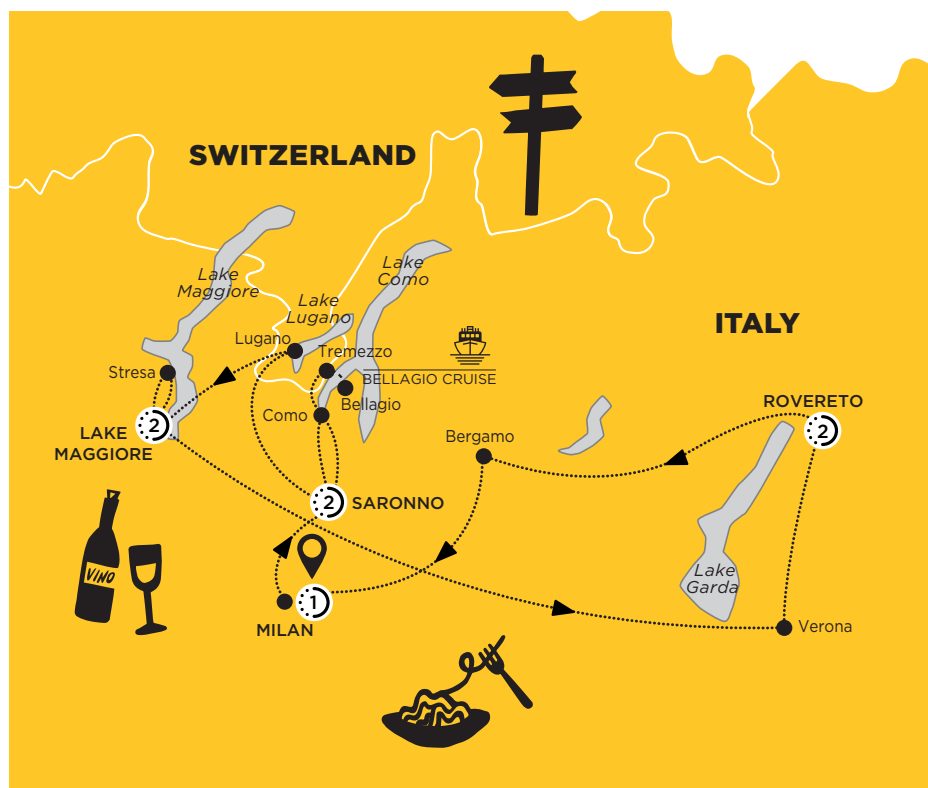 SWITZERLAND
Lake
Maggiore
Lake
Como
Lake
Lugano
Lugano
Tremezzo
BELLAGIO CRUISE
Bellagio
Stresa
Como
2
LAKE
MAGGIORE
ITALY
ROVERETO
2
Bergamo
2
SARONNO
VINO
Lake
Garda
1
MILAN
Verona